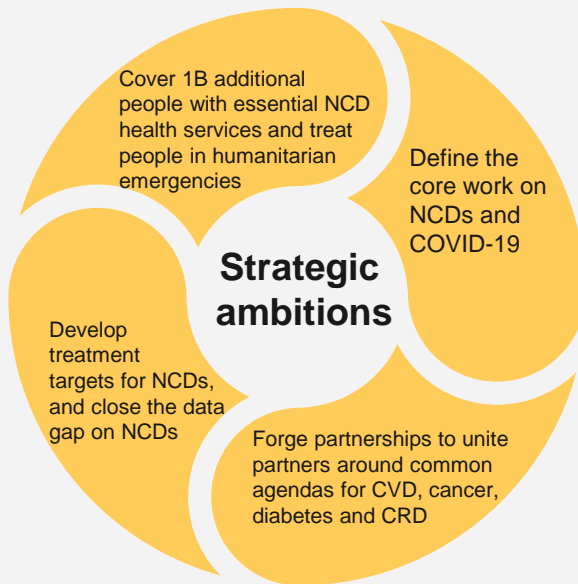 Cover 1B additional
people with essential NCD
health services and treat
people in humanitarian
emergencies
Define the
core work on
NCDs and
COVID-19
Strategic
ambitions
Develop
treatment
targets for NCDs,
and close the data
gap on NCDs
Forge partnerships to unite
partners around common
agendas for CVD, cancer,
diabetes and CRD